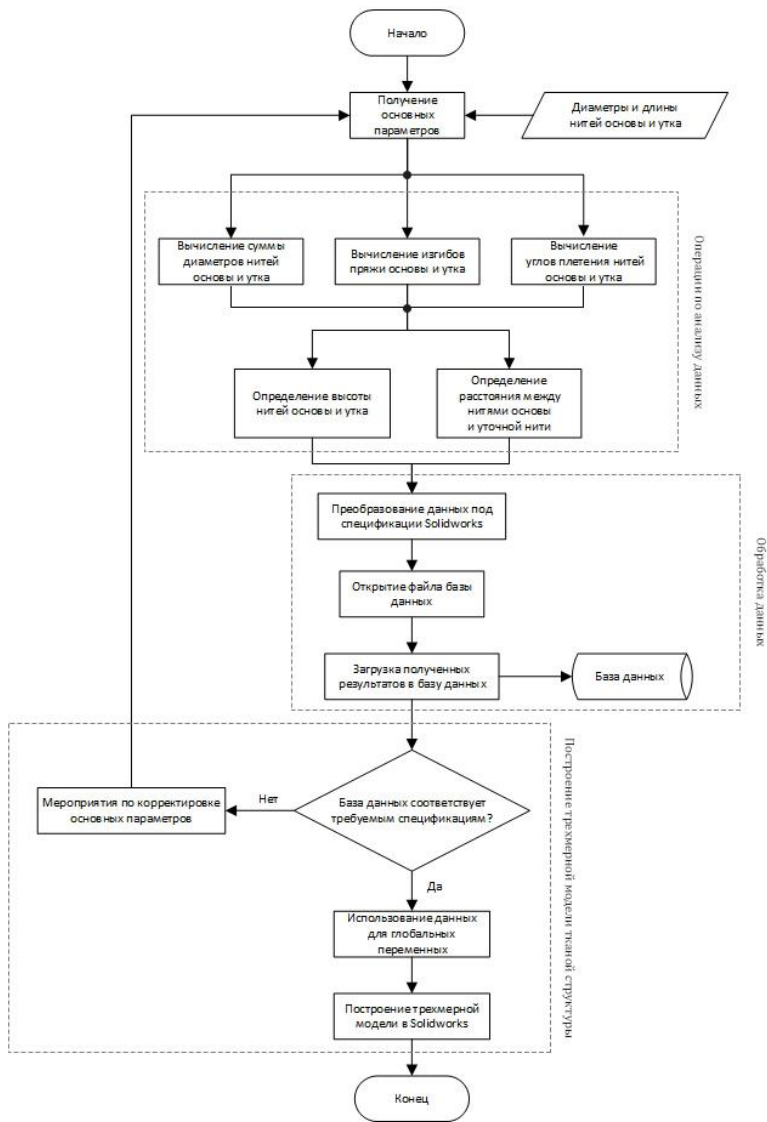 Начало
Получение
основных
параметров
Диаметры и длины
нитей основы и утка
Операции по анализу данных
Вычисление суммы
диаметров нитей
основы и утка
Вычисление изгибов
пряжи основы и утка
Вычисление
углов плетения нитей
основы и утка
Определение высоты
нитей основы и утка
Определение
расстояния между
нитями основы
и уточной нити
Обработка данных
Преобразование данных под
спецификации Solidworks
Открытие файла базы
данных
Загрузка полученных
результатов в базу данных
База данных
Построение трехмерной модели тканой структуры
Мероприятия по корректировке
основных параметров
Нет
База данных соответствует
требуемым спецификациям?
Да
Использование данных
для глобальных
переменных
Построение трехмерной
модели в Solidworks
Конец